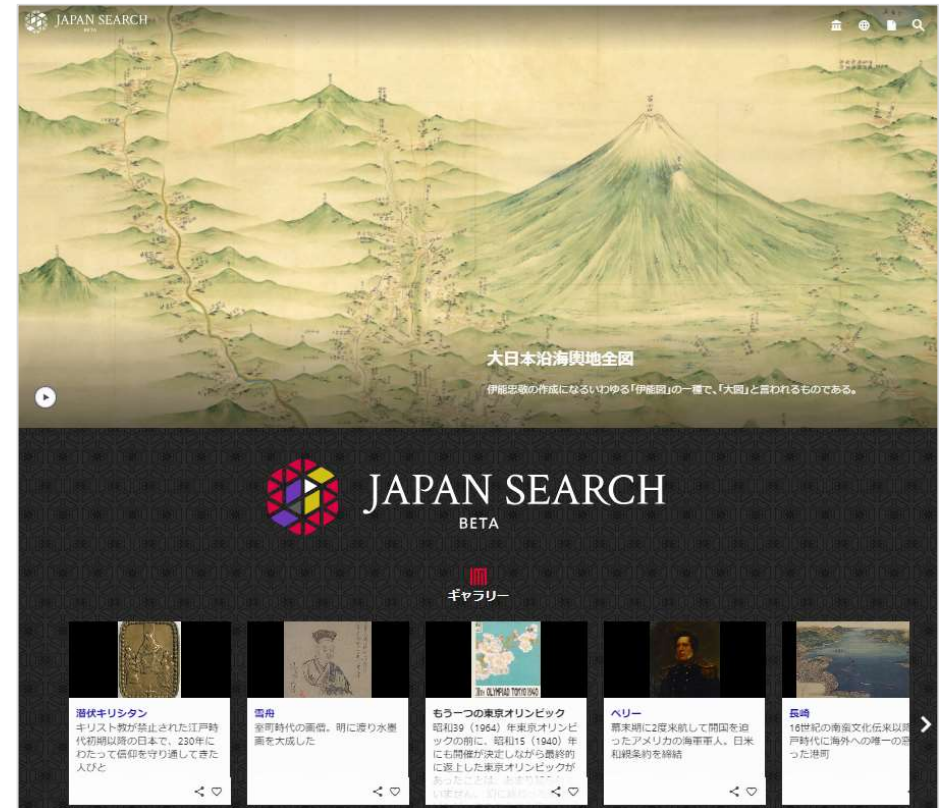 JAPAN SEARCH
BETA
大日本沿海輿地全図
伊能忠敬の作成になるいわゆる「伊能図」の一種で、「大図」と言われるものである。
JAPAN SEARCH
BETA
ギャラリー
XIIth OLYMPIAD TOKYO 1940
潜伏キリシタン
キリスト教が禁止された江戸時
代初期以降の日本で、230年に
わたって信仰を守り通してきた
人びと
雪舟
室町時代の画僧。明に渡り水墨
画を大成した
もう一つの東京オリンピック
昭和39（1964）年東京オリンピ
ックの前に、昭和15（1940）年
にも開催が決定しながら最終的
に返上した東京オリンピックが
ペリー
幕末期に2度来航して開国を迫
ったアメリカの海軍軍人。日米
和親条約を締結
長崎
16世紀の南蛮文化伝来以降
戸時代に海外への唯一の窓
った港町